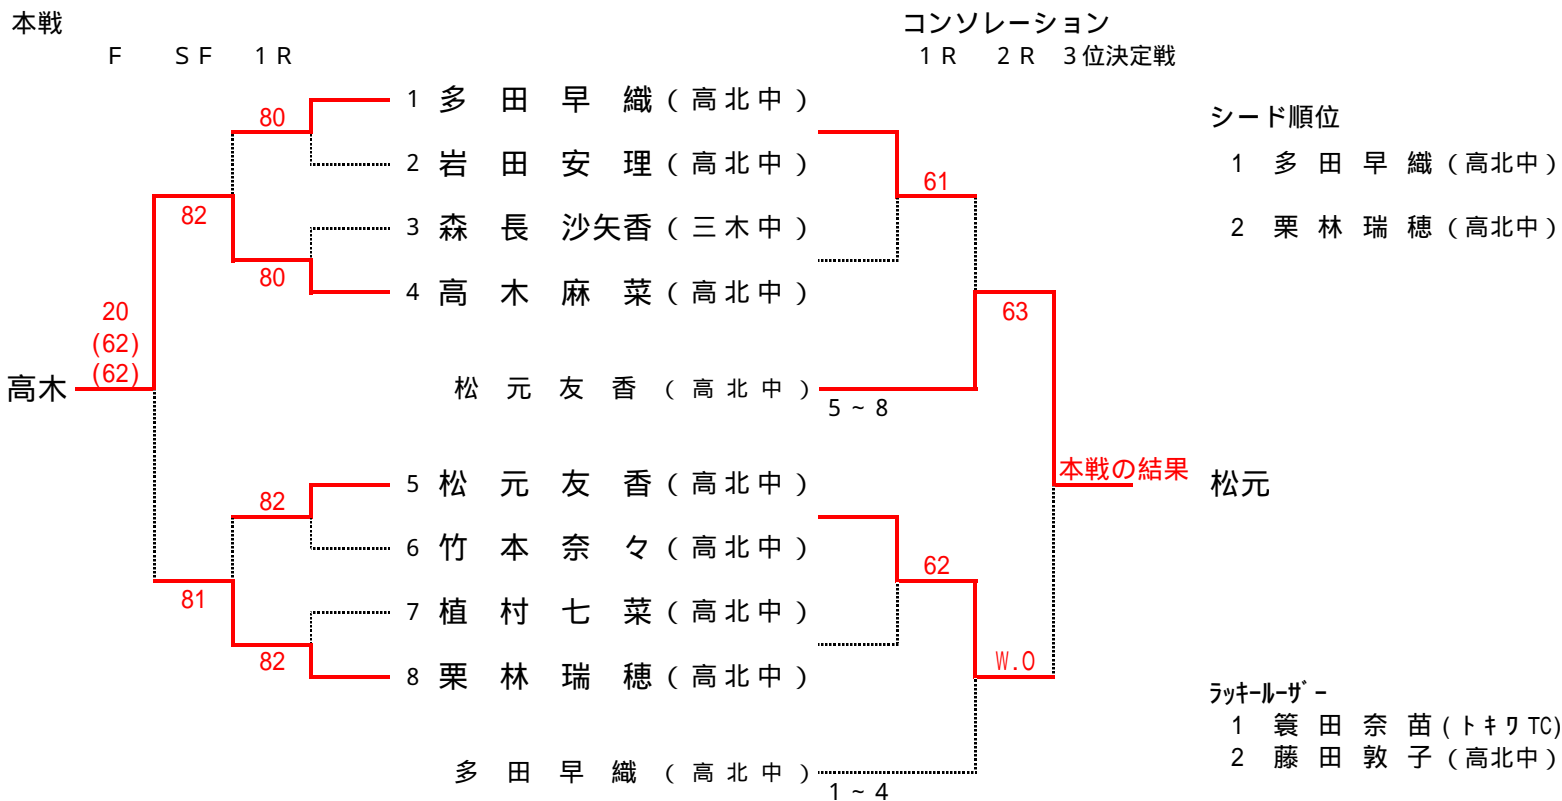 本戦
コンソレーション
F SF 1R
1R 2R 3位決定戦
1 多田早織(高北中)
80
シード順位
2 岩田安理(高北中)
1 多田早織(高北中)
61
82
3 森長沙矢香(三木中)
2 栗林瑞穂(高北中)
80
4 高木麻菜(高北中)
20
63
(62)
(62)
高木
松元友香(高北中)
5~8
本戦の結果
5 松元友香(高北中)
松元
82
6 竹本奈々(高北中)
62
81
7 植村七菜(高北中)
82
W.O
8 栗林瑞穂(高北中)
ラッキールーザー
1 簑田奈苗(トキワTC)
2 藤田敦子(高北中)
多田早織(高北中)
1~4